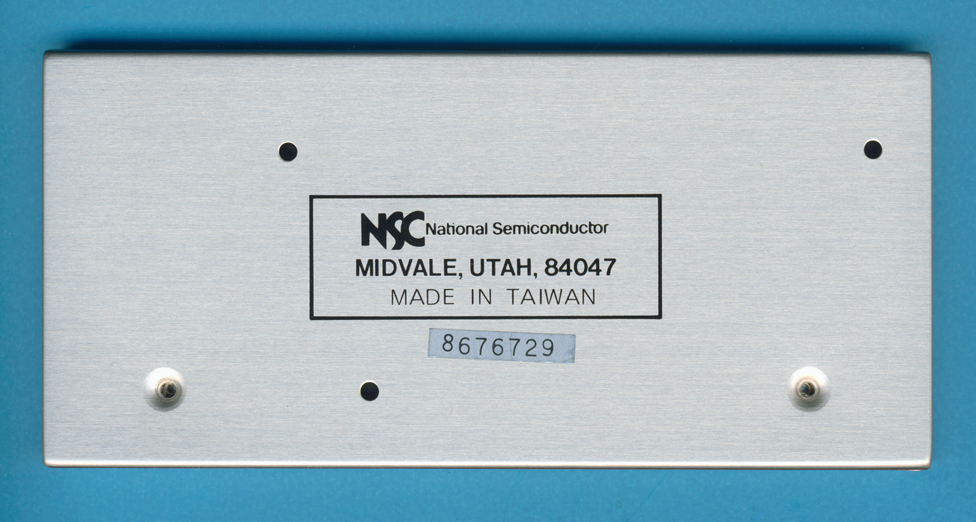 NSC National Semiconductor
MIDVALE, UTAH, 84047
MADE IN TAIWAN
8676729